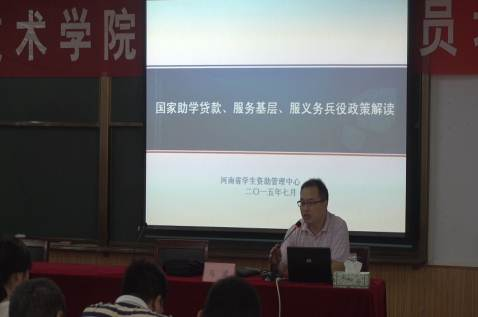 术学院
员
国家助学贷款、服务基层、服义务兵役政策解读
河南省学生资助管理中心
二〇一五年七月